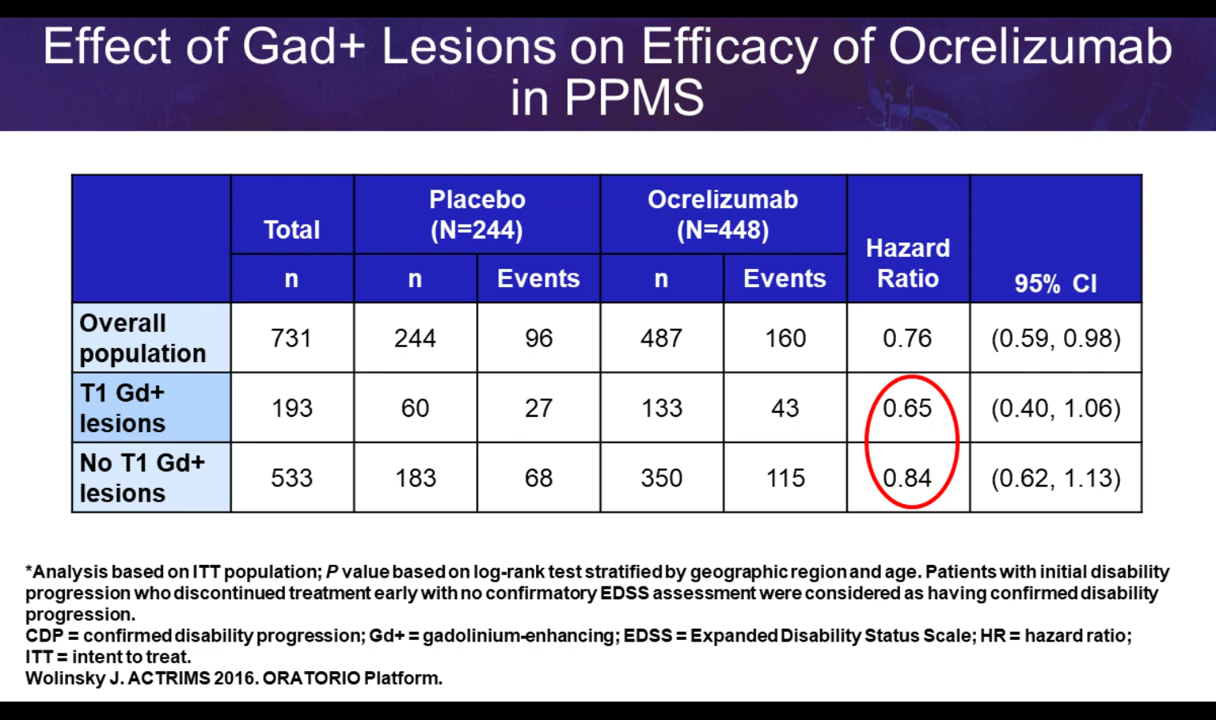 Effect of Gad+ Lesions on Efficacy of Ocrelizumab
in PPMS
Total
Placebo
(N=244)
Ocrelizumab
(N=448)
Hazard
Ratio
95% CI
n
n
Events
n
Events
Overall
population
731
244
96
487
160
0.76
(0.59, 0.98)
T1 Gd+
lesions
193
60
27
133
43
0.65
(0.40, 1.06)
No T1 Gd+
lesions
533
183
68
350
115
0.84
(0.62, 1.13)
*Analysis based on ITT population; P value based on log-rank test stratified by geographic region and age. Patients with initial disability
progression who discontinued treatment early with no confirmatory EDSS assessment were considered as having confirmed disability
progression.
CDP = confirmed disability progression; Gd+ = gadolinium-enhancing; EDSS = Expanded Disability Status Scale; HR = hazard ratio;
ITT = intent to treat.
Wolinsky J. ACTRIMS 2016. ORATORIO Platform.